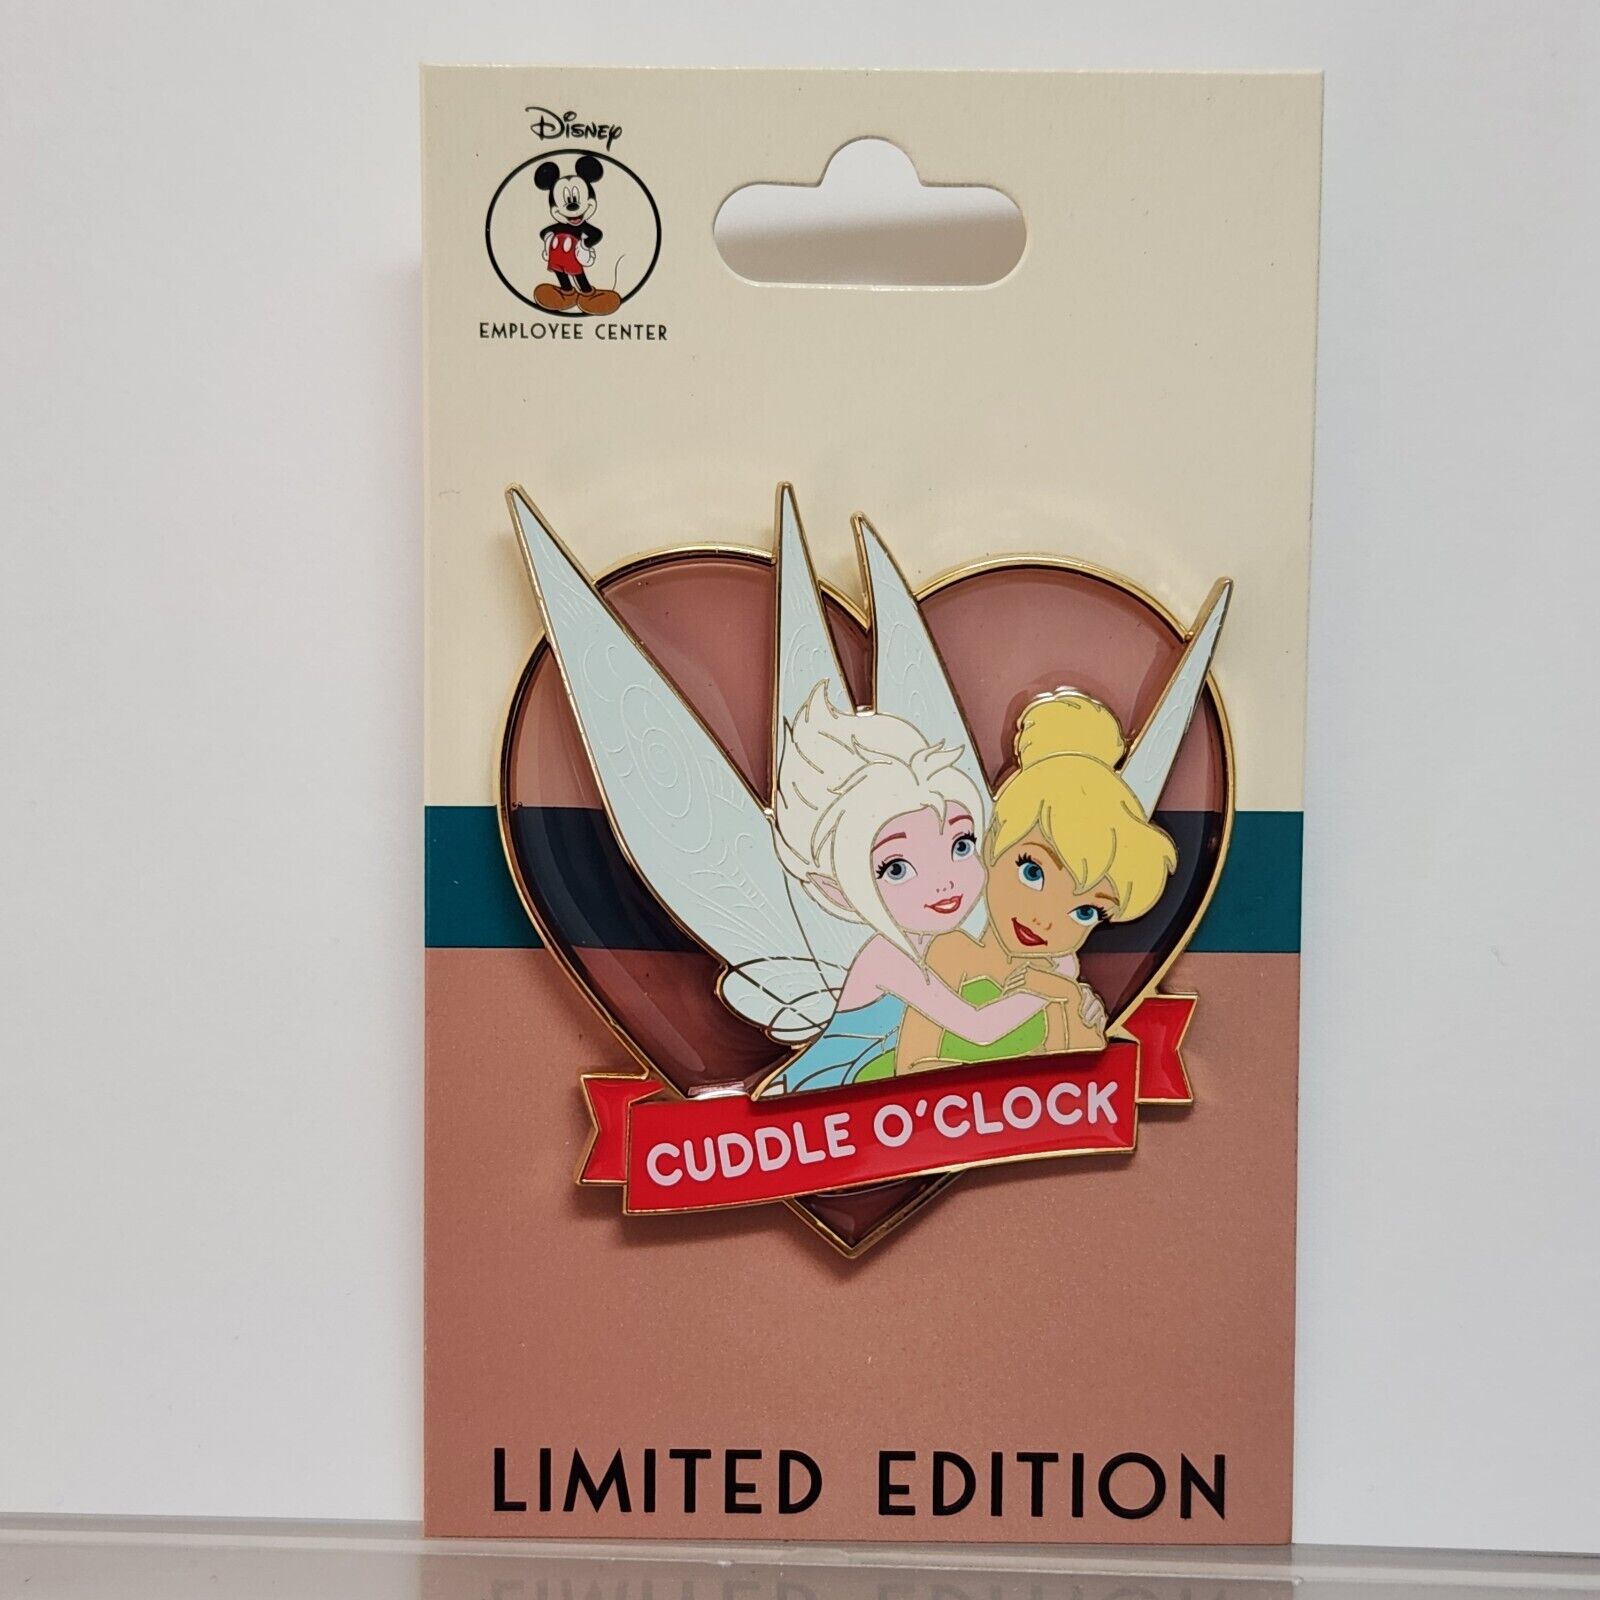 Disney
EMPLOYEE CENTER
CUDDLE O'CLOCK
LIMITED EDITION